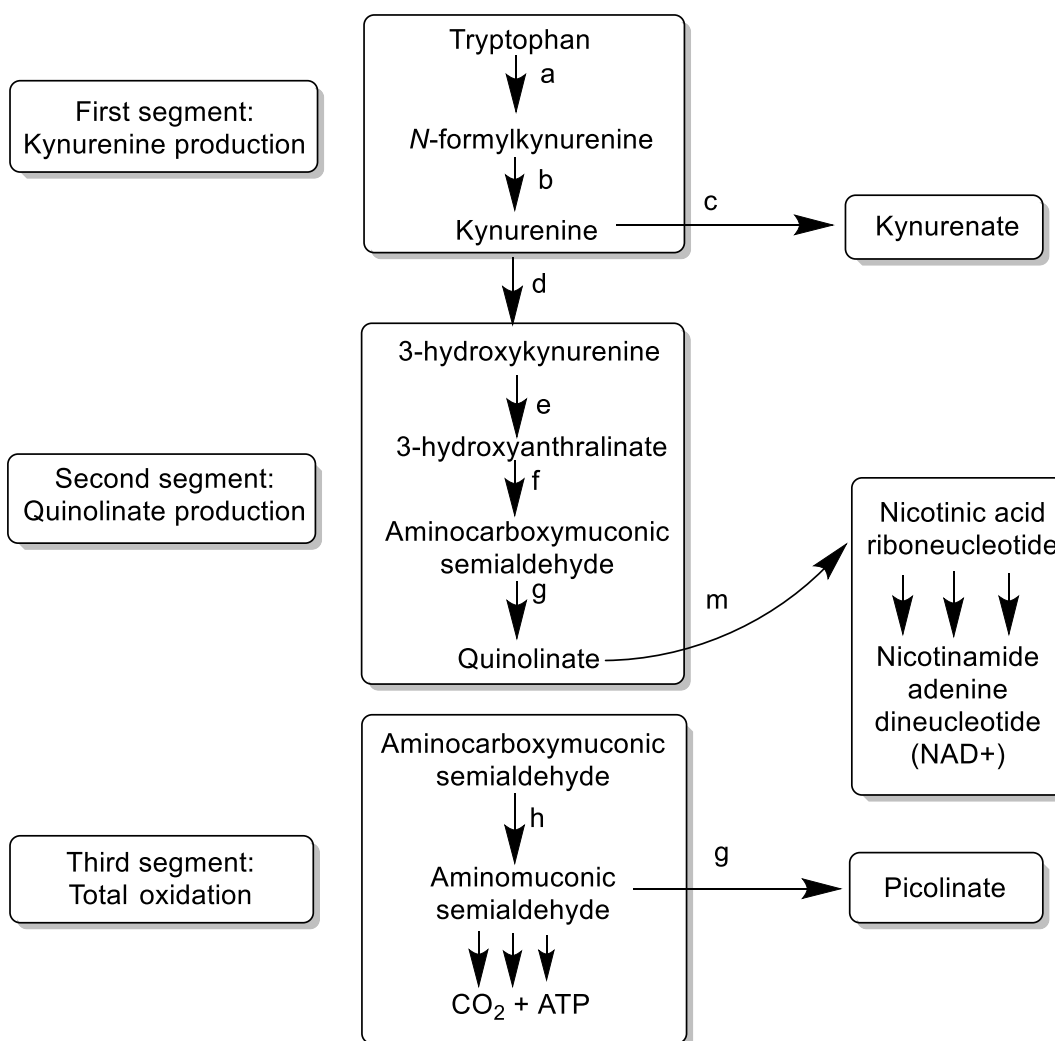 Tryptophan
a
First segment:
Kynurenine production
N-formylkynurenine
b
Kynurenine
c
Kynurenate
d
3-hydroxykynurenine
e
3-hydroxyanthralinate
f
Second segment:
Quinolinate production
Aminocarboxymuconic
semialdehyde
g
Quinolinate
m
Nicotinic acid
riboneucleotide
Nicotinamide
adenine
dineucleotide
(NAD+)
Aminocarboxymuconic
semialdehyde
h
Third segment:
Total oxidation
Aminomuconic
semialdehyde
g
Picolinate
CO₂ + ATP